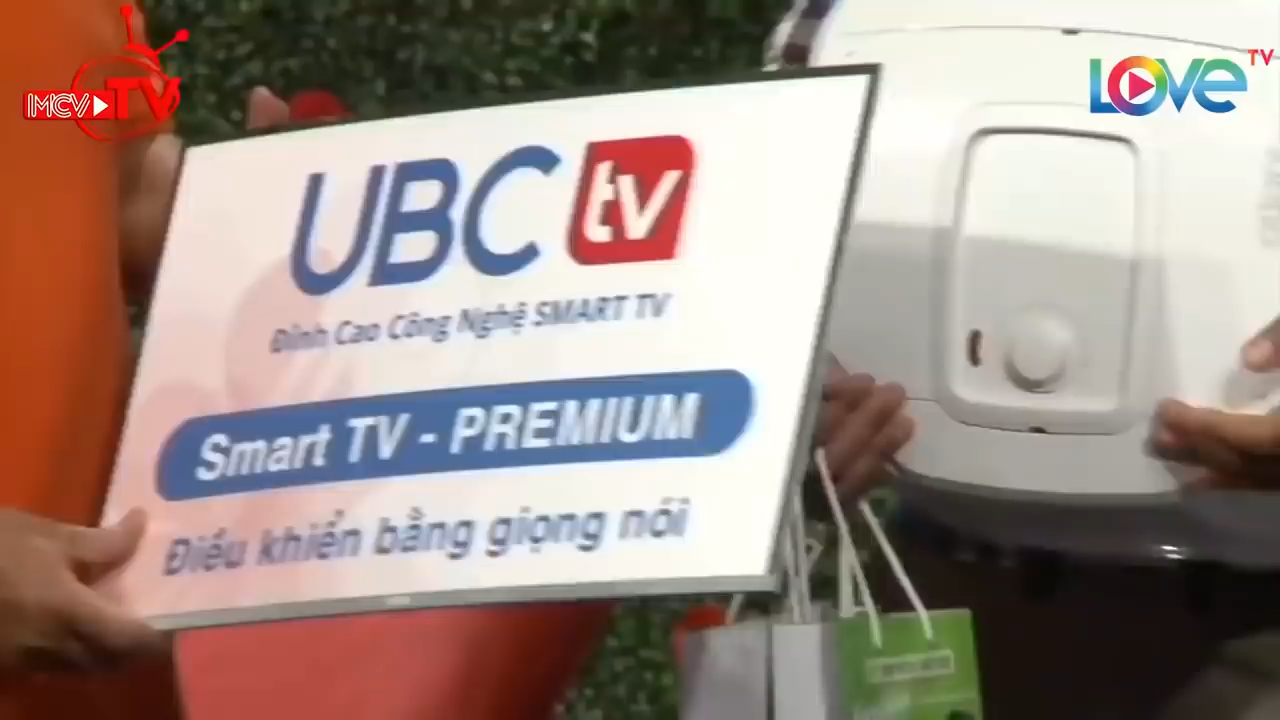 MCV TV
LOVE TV
UBC tv
Đỉnh Cao Công Nghệ SMART TV
Smart TV - PREMIUM
Điều khiển bằng giọng nói